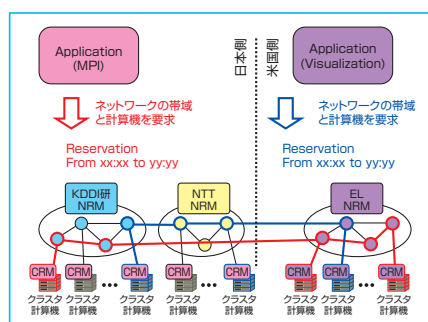 Application
(MPI)
日本側
米国側
Application
(Visualization)
ネットワークの帯域
と計算機を要求
ネットワークの帯域
と計算機を要求
Reservation
From xx:xx to yy:yy
Reservation
From xx:xx to yy:yy
KDDI研
NRM
NTT
NRM
EL
NRM
CRM
CRM
CRM
CRM
CRM
CRM
CRM
CRM
クラスタ
計算機
クラスタ
計算機
クラスタ
計算機
クラスタ
計算機
クラスタ
計算機
クラスタ
計算機
クラスタ
計算機
クラスタ
計算機